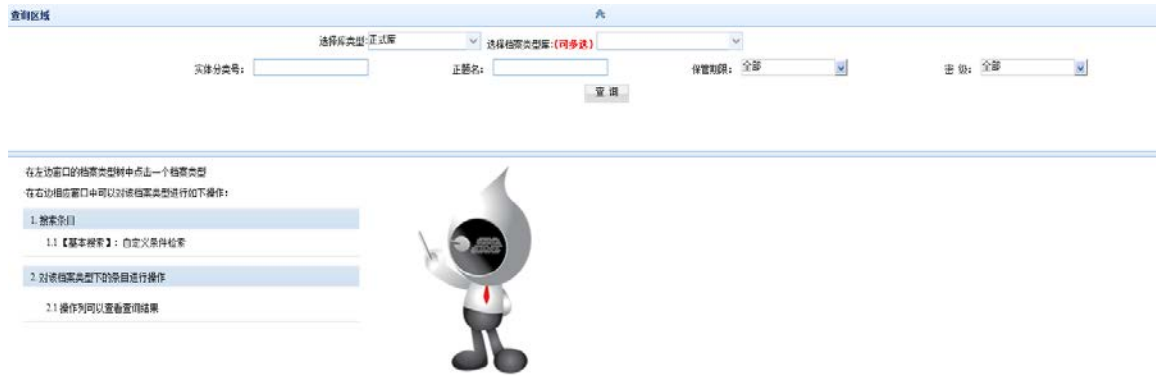 查询区域
选择库类型:正式库 选择档案类型库:(可多选)
实体分类号: 正题名: 保管期限: 全部 密 级: 全部
查 询
在左边窗口的档案类型树中点击一个档案类型
在右边相应窗口中可以对该档案类型进行如下操作:
1. 搜索条目
1.1【基本搜索】: 自定义条件检索
2. 对该档案类型下的条目进行操作
2.1 操作列可以查看查询结果